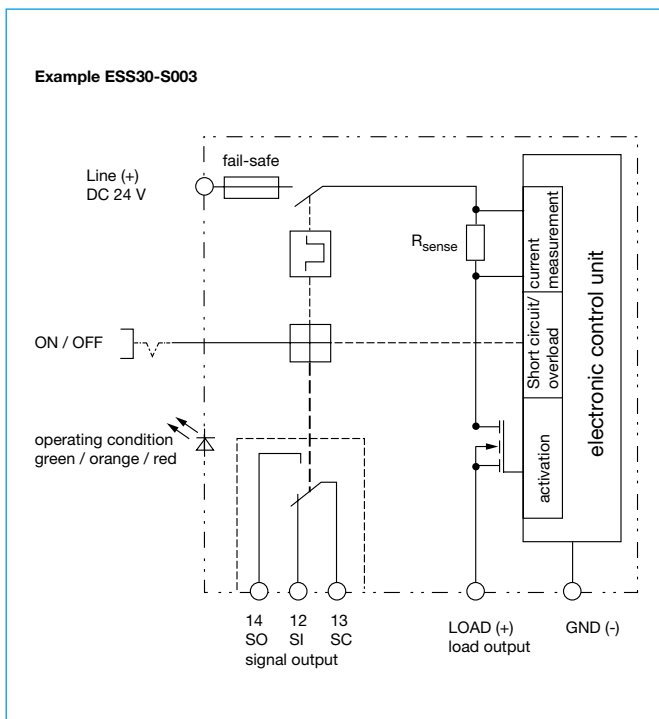 Example ESS30-S003
Line (+)
DC 24 V
fail-safe
Rsense
current
measurement
Short circuit/
overload
activation
electronic control unit
ON / OFF
operating condition
green / orange / red
14
SO
12
SI
13
SC
signal output
LOAD (+)
load output
GND (-)